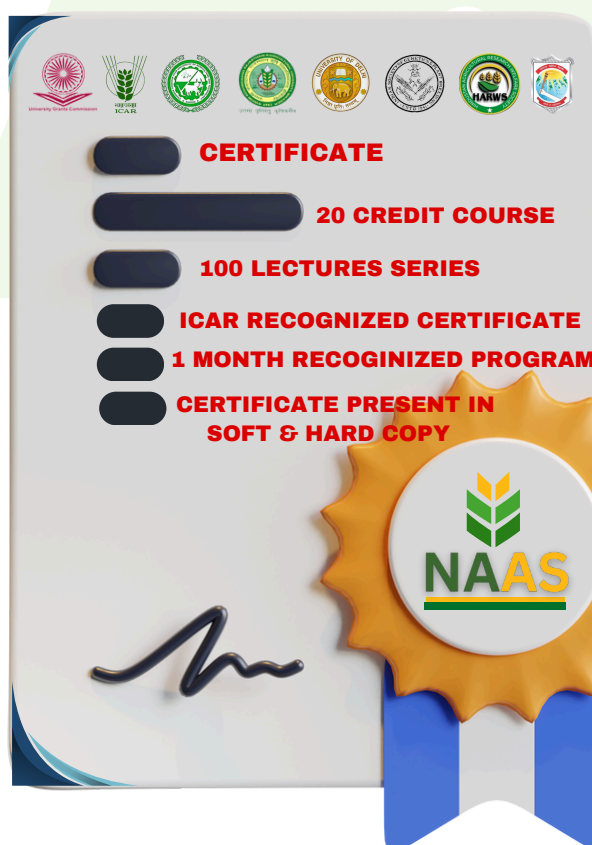 University Grants Commission
ICAR
UNIVERSITY OF DELHI
HARWS
CERTIFICATE
20 CREDIT COURSE
100 LECTURES SERIES
ICAR RECOGNIZED CERTIFICATE
1 MONTH RECOGINIZED PROGRAM
CERTIFICATE PRESENT IN
SOFT & HARD COPY
NAAS